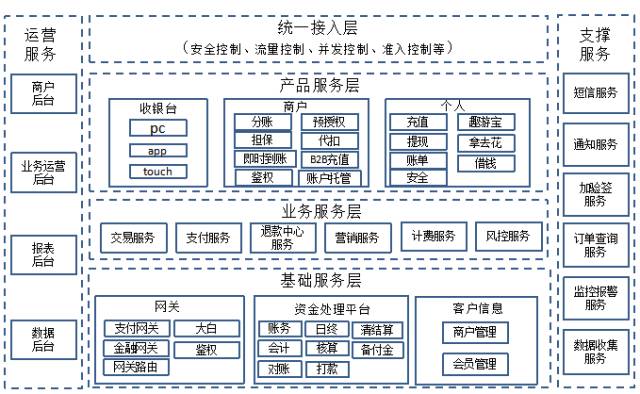 运营
服务
商户
后台
业务运营
后台
报表
后台
数据
后台
统一接入层
（安全控制、流量控制、并发控制、准入控制等）
产品服务层
收银台
pc
app
touch
商户
分账
预授权
担保
代扣
即时到账
B2B充值
鉴权
账户托管
个人
充值
趣游宝
提现
拿去花
账单
借钱
安全
业务服务层
交易服务
支付服务
退款中心
服务
营销服务
计费服务
风控服务
基础服务层
网关
支付网关
大白
金融网关
鉴权
网关路由
资金处理平台
账务
日终
清结算
会计
核算
备付金
对账
打款
客户信息
商户管理
会员管理
支撑
服务
短信服务
通知服务
加验签
服务
订单查询
服务
监控报警
服务
数据收集
服务